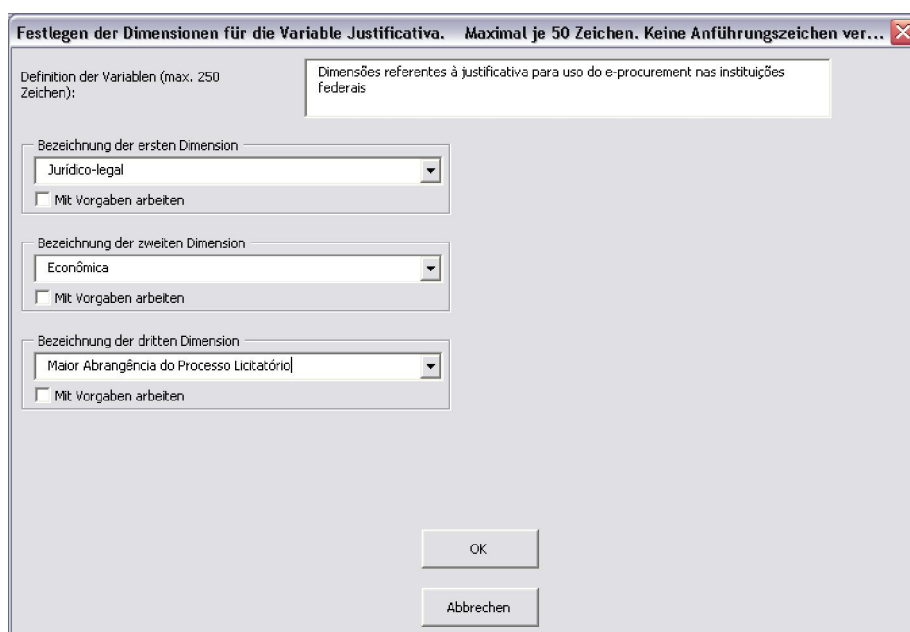 Festlegen der Dimensionen für die Variable Justificativa. Maximal je 50 Zeichen. Keine Anführungszeichen ver...
Definition der Variablen (max. 250
Zeichen):
Dimensões referentes à justificativa para uso do e-procurement nas instituições
federais
Bezeichnung der ersten Dimension
Jurídico-legal
Mit Vorgaben arbeiten
Bezeichnung der zweiten Dimension
Econômica
Mit Vorgaben arbeiten
Bezeichnung der dritten Dimension
Maior Abrangência do Processo Licitatório
Mit Vorgaben arbeiten
OK
Abbrechen